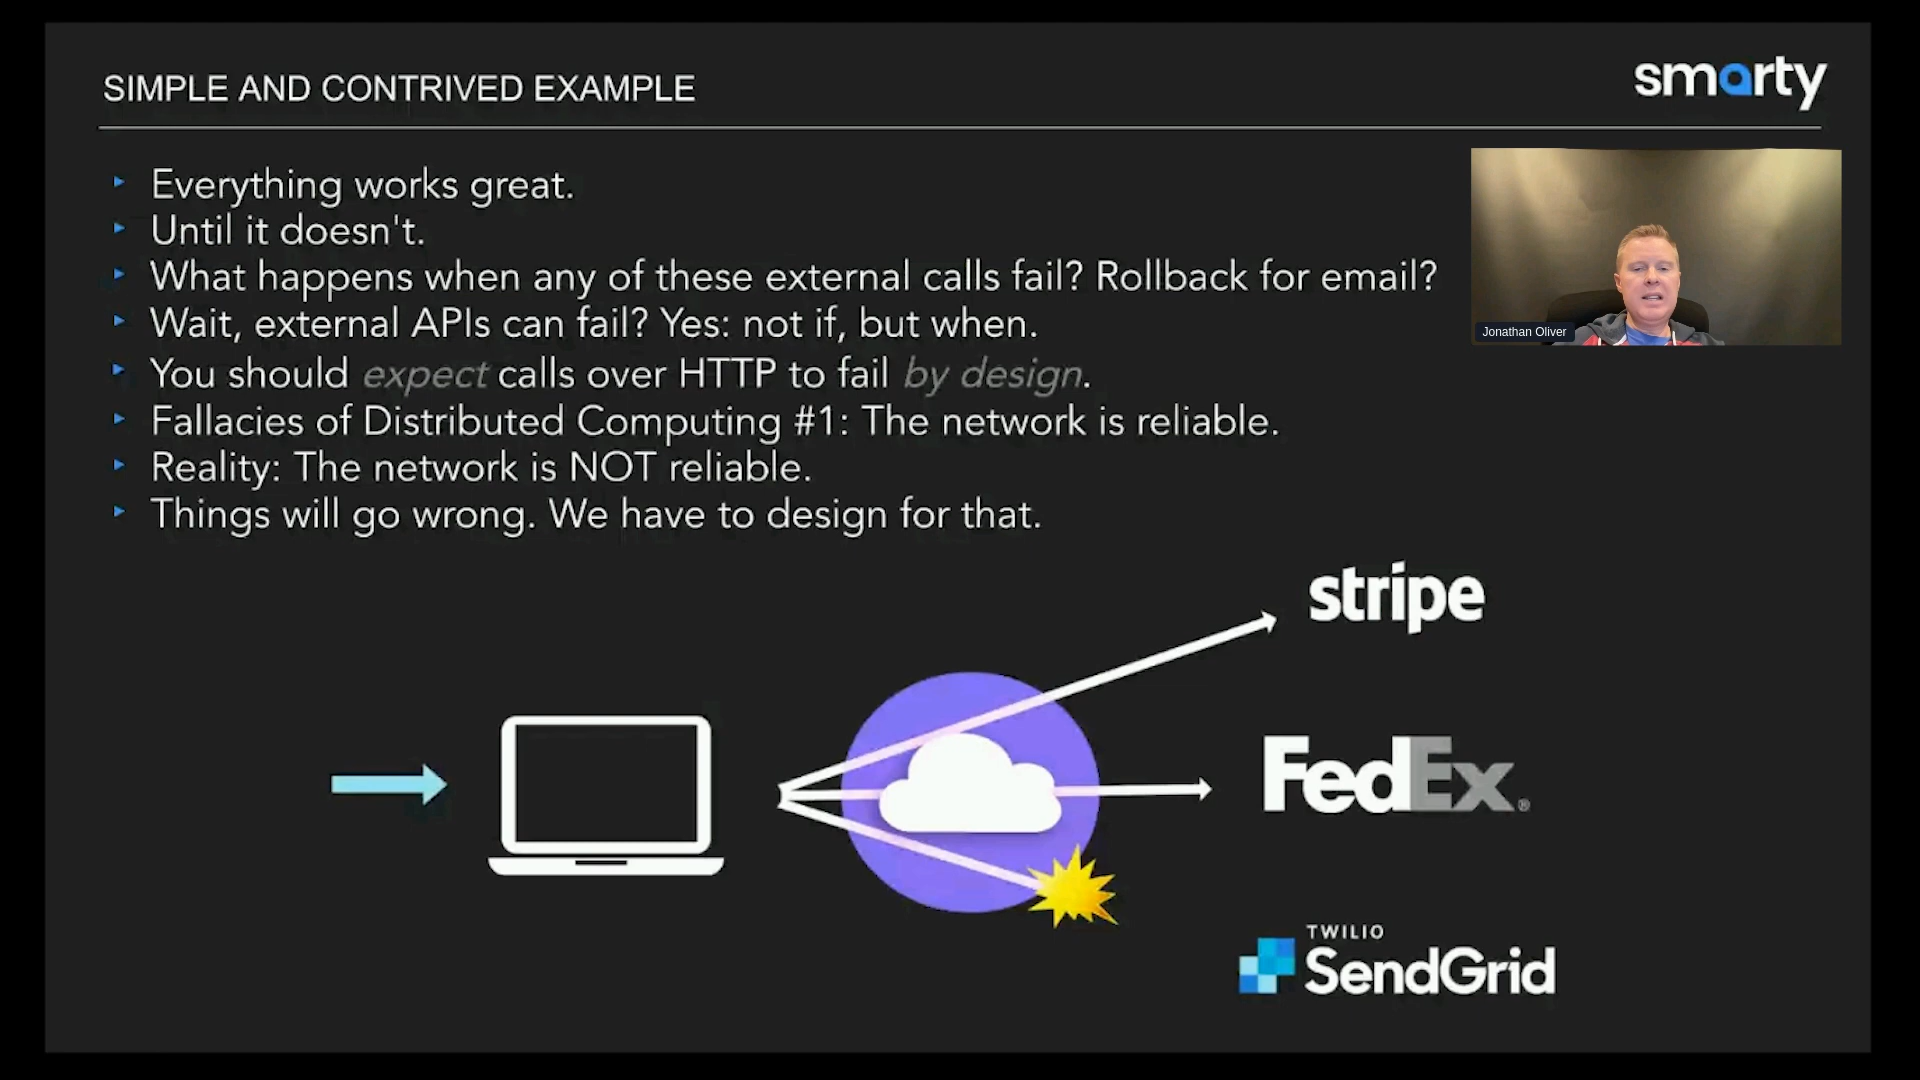 SIMPLE AND CONTRIVED EXAMPLE
smarty
Everything works great.
Until it doesn't.
What happens when any of these external calls fail? Rollback for email?
Wait, external APIs can fail? Yes: not if, but when.
You should expect calls over HTTP to fail by design.
Fallacies of Distributed Computing #1: The network is reliable.
Reality: The network is NOT reliable.
Things will go wrong. We have to design for that.
Jonathan Oliver
stripe
FedEx®
TWILIO
SendGrid